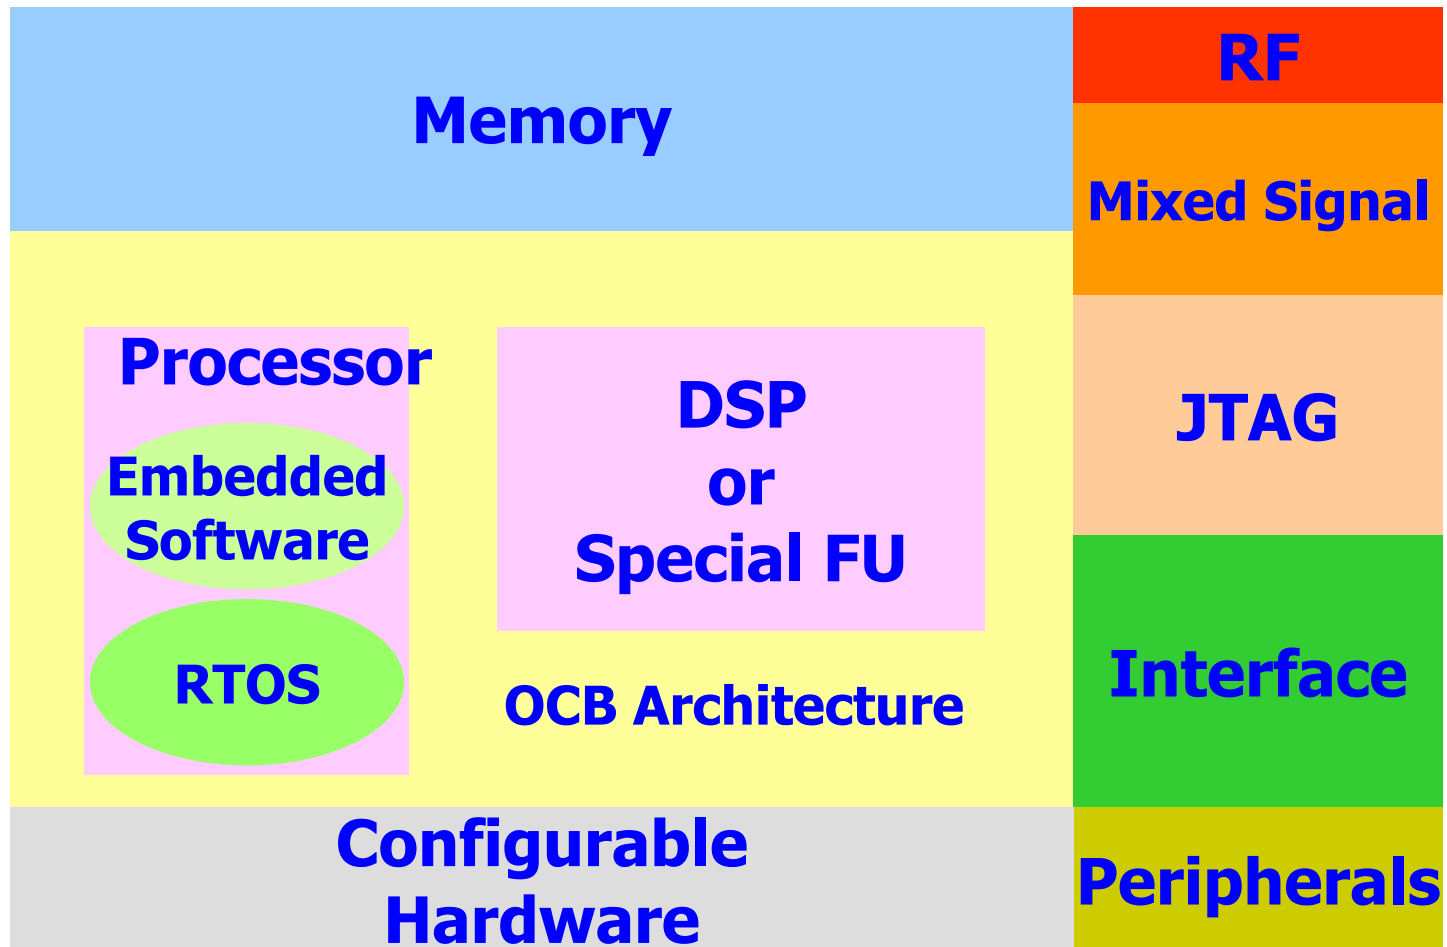 Memory
RF
Mixed Signal
Processor
Embedded
Software
RTOS
DSP
or
Special FU
OCB Architecture
JTAG
Interface
Configurable
Hardware
Peripherals